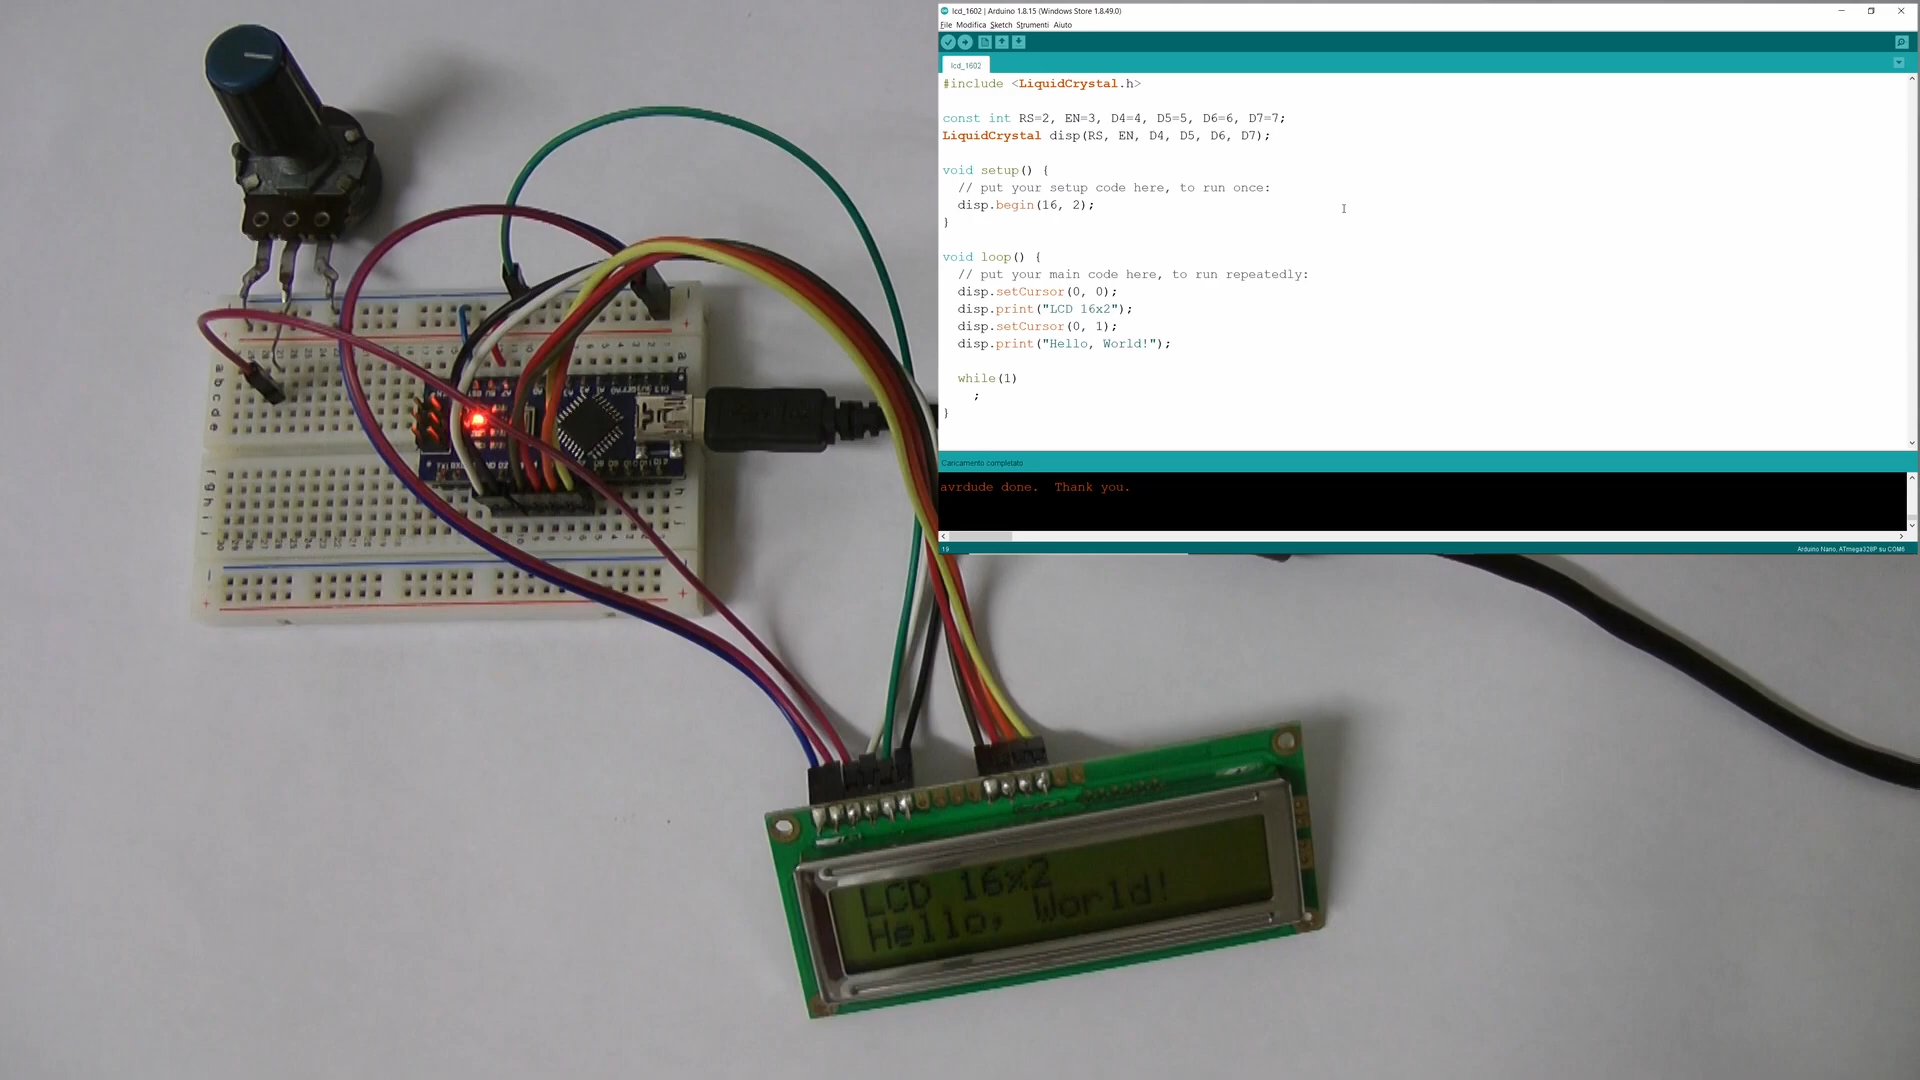 lcd_1602 | Arduino 1.8.15 (Windows Store 1.8.49.0)
File Modifica Sketch Strumenti Aiuto
lcd_1602
#include <LiquidCrystal.h>
const int RS=2, EN=3, D4=4, D5=5, D6=6, D7=7;
LiquidCrystal disp(RS, EN, D4, D5, D6, D7);
void setup() {
// put your setup code here, to run once:
disp.begin(16, 2);
}
void loop() {
// put your main code here, to run repeatedly:
disp.setCursor(0, 0);
disp.print("LCD 16x2");
disp.setCursor(0, 1);
disp.print("Hello, World!");
while(1)
;
}
Caricamento completato
avrdude done. Thank you.
19
Arduino Nano, ATmega328P su COM6
LCD 16x2
Hello, World!